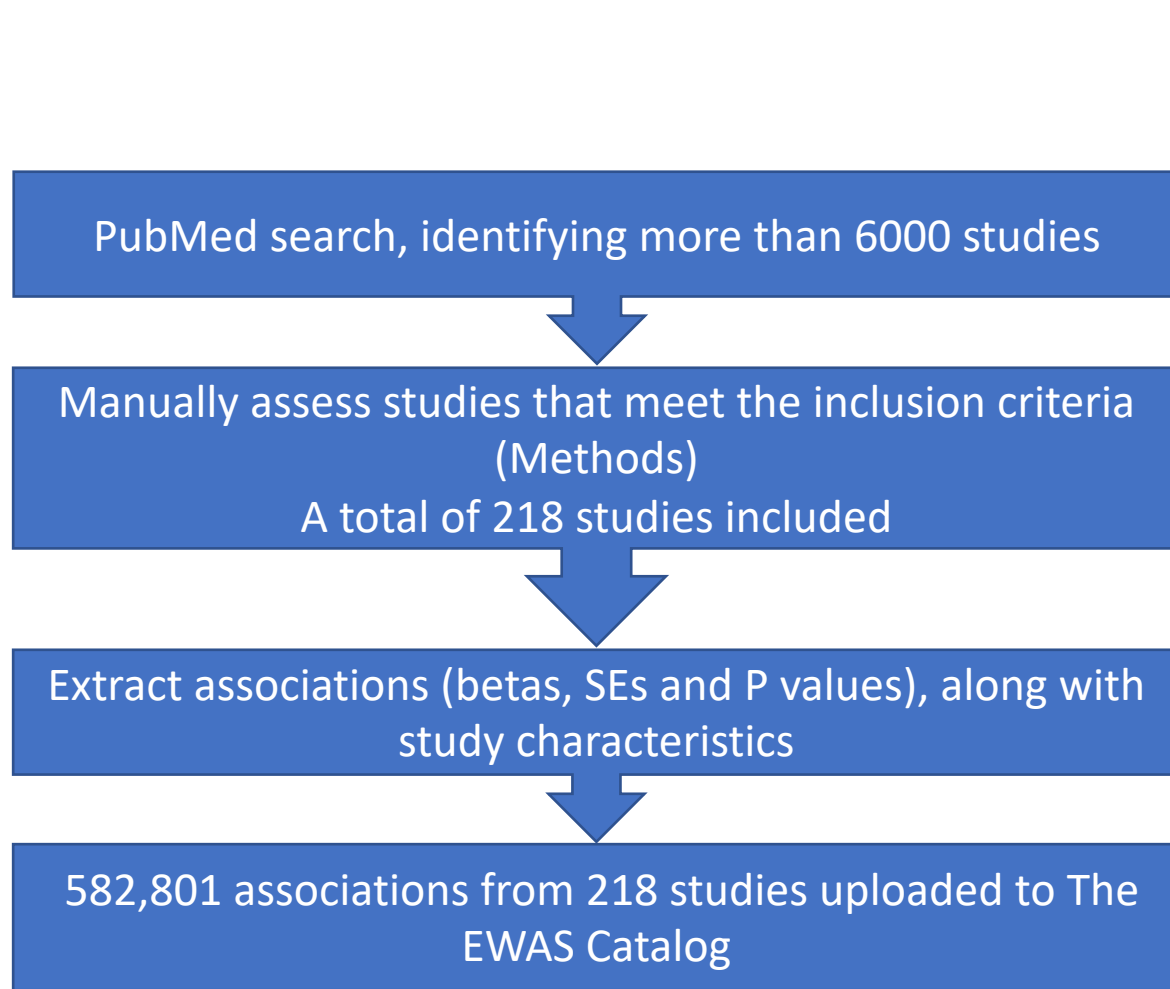 PubMed search, identifying more than 6000 studies
Manually assess studies that meet the inclusion criteria
(Methods)
A total of 218 studies included
Extract associations (betas, SEs and P values), along with
study characteristics
582,801 associations from 218 studies uploaded to The
EWAS Catalog